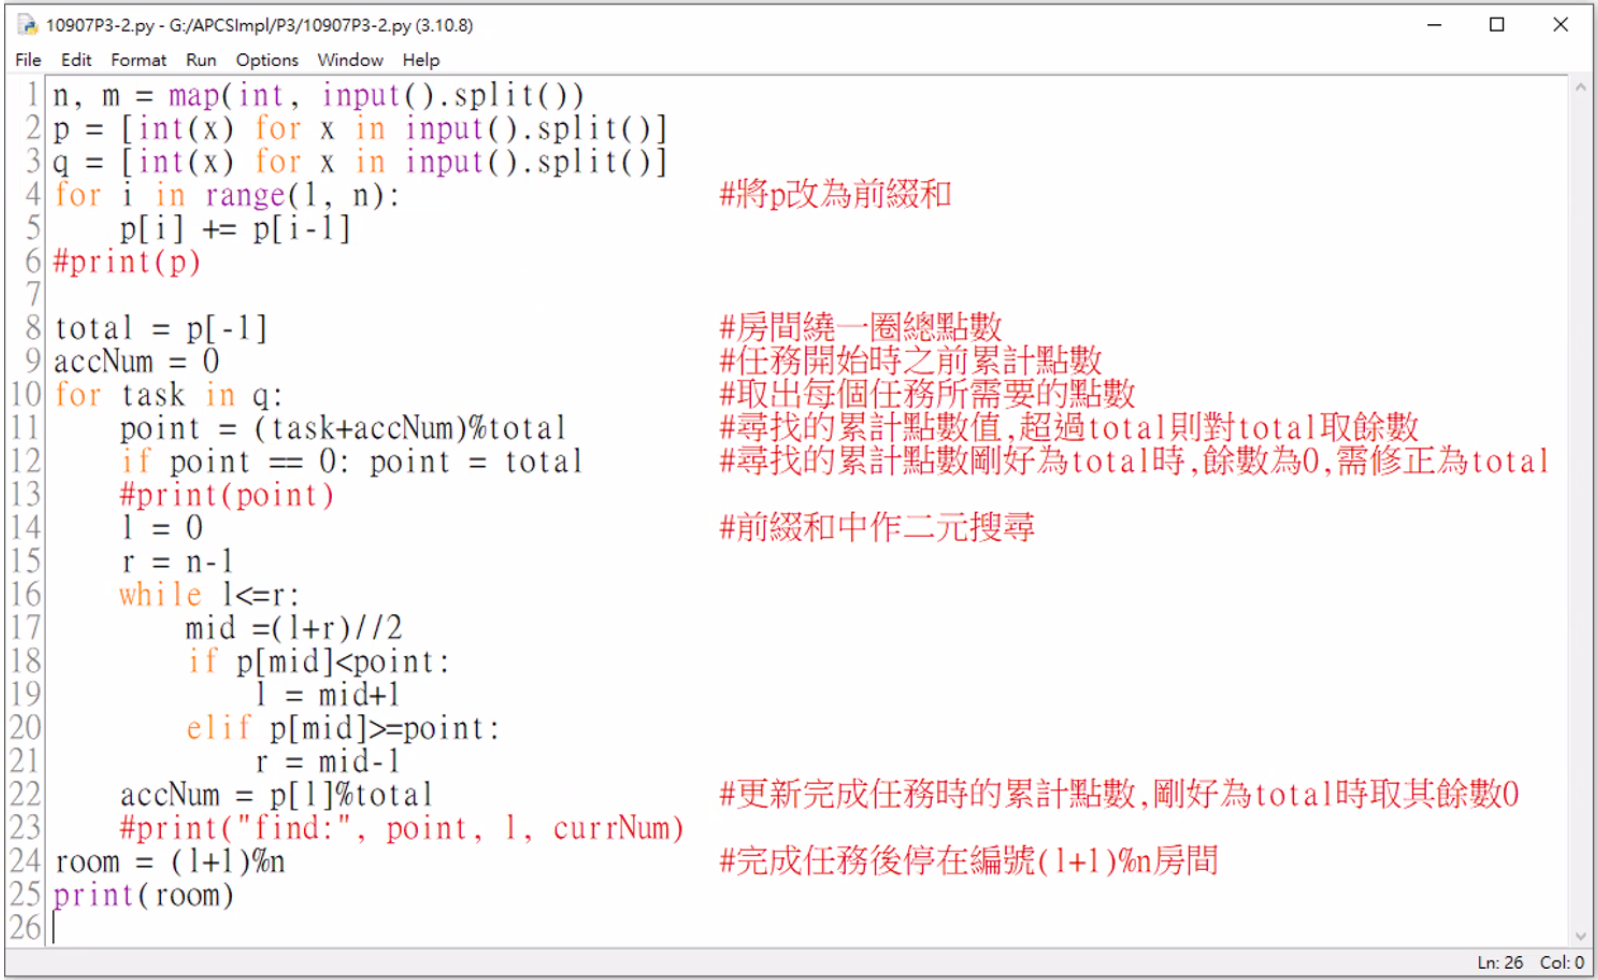 10907P3-2.py - G:/APCSImpl/P3/10907P3-2.py (3.10.8)
File Edit Format Run Options Window Help
1 n, m = map(int, input().split())
2 p = [int(x) for x in input().split()]
3 q = [int(x) for x in input().split()]
4 for i in range(1, n): #將p改為前綴和
5 p[i] += p[i-1]
6 #print(p)
7
8 total = p[-1] #房間繞一圈總點數
9 accNum = 0 #任務開始時之前累計點數
10 for task in q: #取出每個任務所需要的點數
11 point = (task+accNum)%total #尋找的累計點數值,超過total則對total取餘數
12 if point == 0: point = total #尋找的累計點數剛好為total時,餘數為0,需修正為total
13 #print(point)
14 l = 0 #前綴和中作二元搜尋
15 r = n-1
16 while l<=r:
17 mid =(l+r)//2
18 if p[mid]<point:
19 l = mid+1
20 elif p[mid]>=point:
21 r = mid-1
22 accNum = p[l]%total #更新完成任務時的累計點數,剛好為total時取其餘數0
23 #print("find:", point, l, currNum)
24 room = (l+1)%n #完成任務後停在編號(l+1)%n房間
25 print(room)
26
Ln: 26 Col: 0